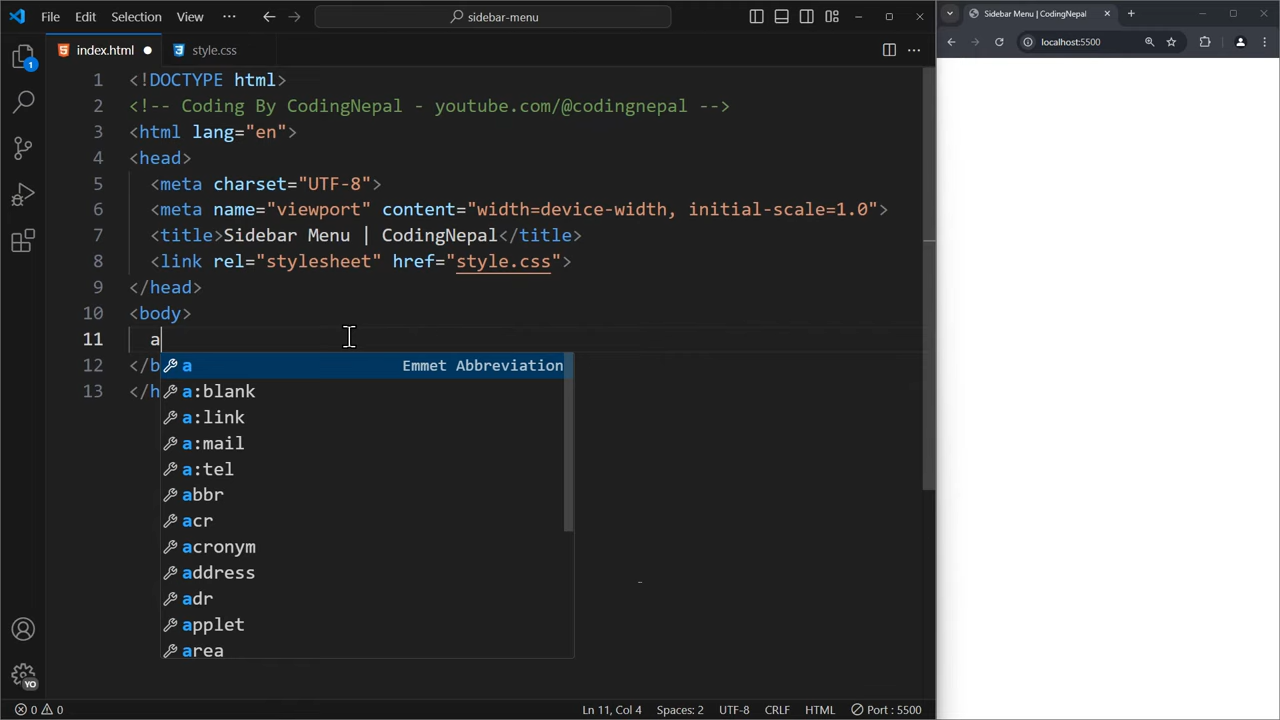 File Edit Selection View ··· sidebar-menu
Sidebar Menu | CodingNepal
localhost:5500
index.html style.css
1
1 <!DOCTYPE html>
2 <!-- Coding By CodingNepal - youtube.com/@codingnepal -->
3 <html lang="en">
4 <head>
5 <meta charset="UTF-8">
6 <meta name="viewport" content="width=device-width, initial-scale=1.0">
7 <title>Sidebar Menu | CodingNepal</title>
8 <link rel="stylesheet" href="style.css">
9 </head>
10 <body>
11 a
12 </b
13 </h
a Emmet Abbreviation
a:blank
a:link
a:mail
a:tel
abbr
acr
acronym
address
adr
applet
area
YO
0 0 Ln 11, Col 4 Spaces: 2 UTF-8 CRLF HTML Port : 5500